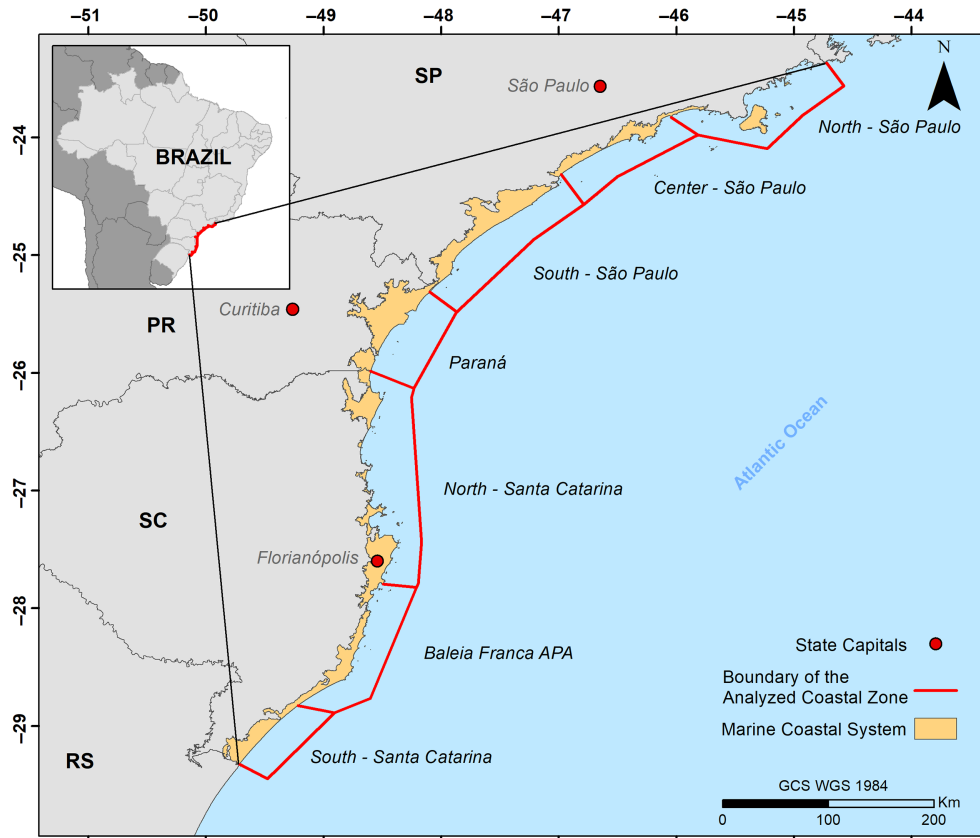 −51 −50 −49 −48 −47 −46 −45 −44
N
SP
São Paulo
North - São Paulo
−24
BRAZIL
Center - São Paulo
−25
South - São Paulo
Curitiba
PR
Paraná
−26
Atlantic Ocean
−27
North - Santa Catarina
SC
Florianópolis
−28
State Capitals
Baleia Franca APA
Boundary of the
Analyzed Coastal Zone
−29
Marine Coastal System
RS
South - Santa Catarina
GCS WGS 1984
Km
0 100 200